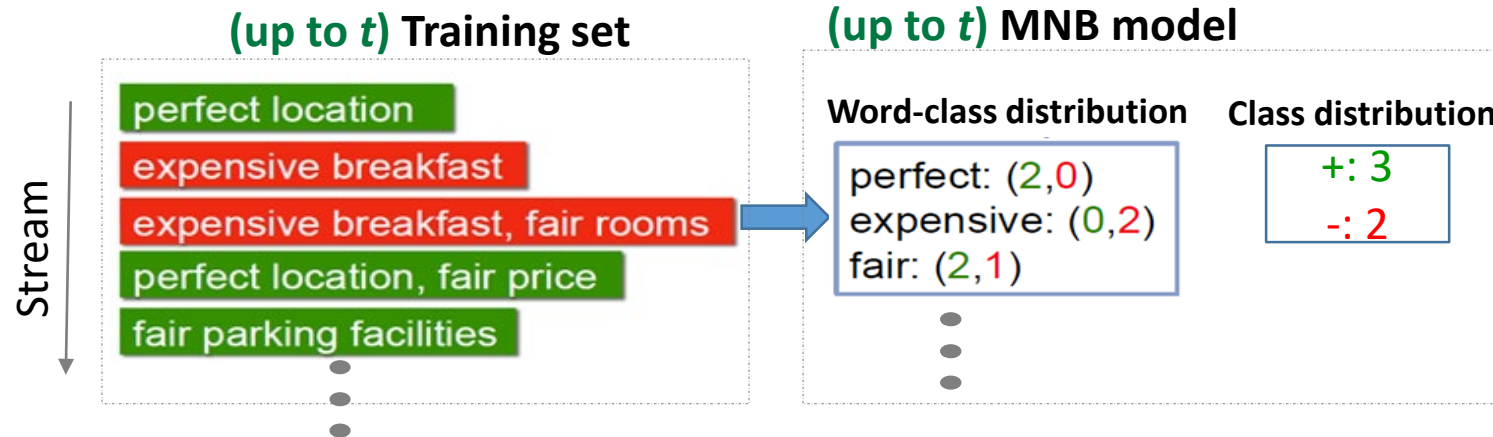 (up to t) Training set
Stream
perfect location
expensive breakfast
expensive breakfast, fair rooms
perfect location, fair price
fair parking facilities
(up to t) MNB model
Word-class distribution
perfect: (2,0)
expensive: (0,2)
fair: (2,1)
Class distribution
+: 3
-: 2